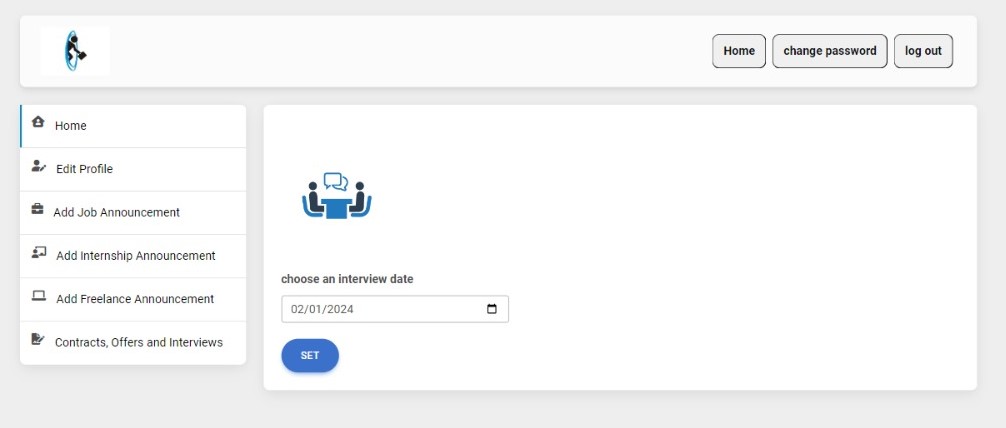 Home
change password
log out
Home
Edit Profile
Add Job Announcement
Add Internship Announcement
Add Freelance Announcement
Contracts, Offers and Interviews
choose an interview date
02/01/2024
SET